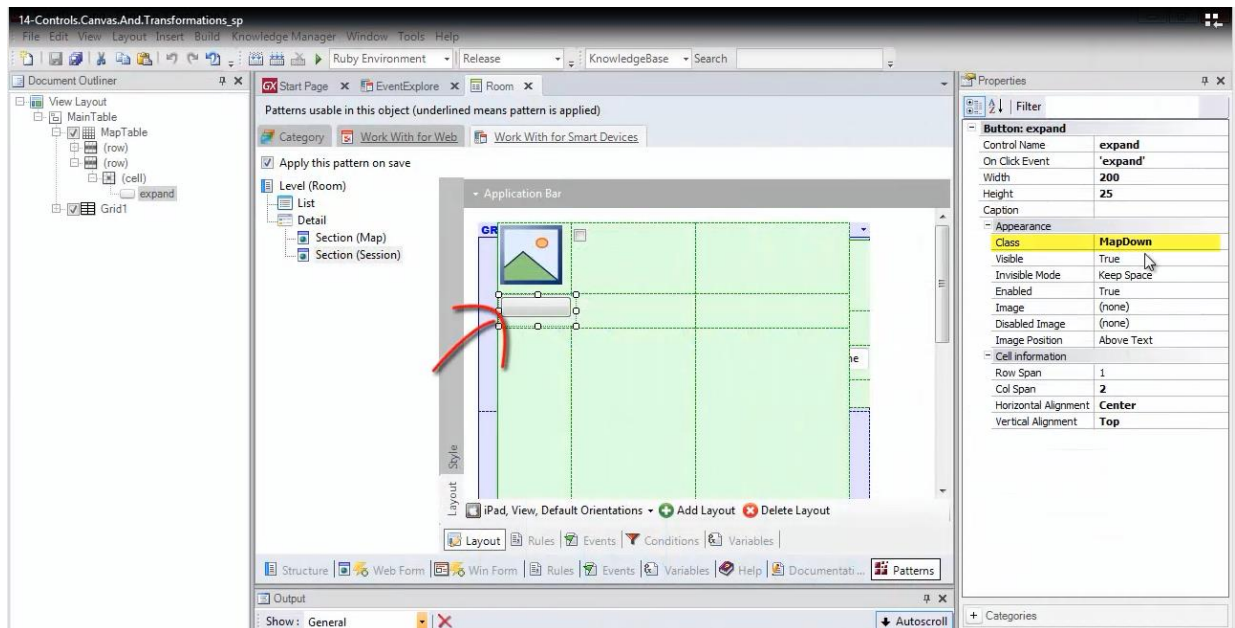 14-Controls.Canvas.And.Transformations_sp
File Edit View Layout Insert Build Knowledge Manager Window Tools Help
Ruby Environment Release KnowledgeBase Search
Document Outliner
View Layout
MainTable
MapTable
(row)
(row)
(cell)
expand
Grid1
GX Start Page EventExplore Room
Patterns usable in this object (underlined means pattern is applied)
Category Work With for Web Work With for Smart Devices
Apply this pattern on save
Level (Room)
List
Detail
Section (Map)
Section (Session)
Application Bar
GR
ne
Style
Layout
iPad, View, Default Orientations Add Layout Delete Layout
Layout Rules Events Conditions Variables
Structure Web Form Win Form Rules Events Variables Help Documentati... Patterns
Output
Show: General Autoscroll
Properties
Filter
Button: expand
Control Name expand
On Click Event 'expand'
Width 200
Height 25
Caption
Appearance
Class MapDown
Visible True
Invisible Mode Keep Space
Enabled True
Image (none)
Disabled Image (none)
Image Position Above Text
Cell information
Row Span 1
Col Span 2
Horizontal Alignment Center
Vertical Alignment Top
Categories